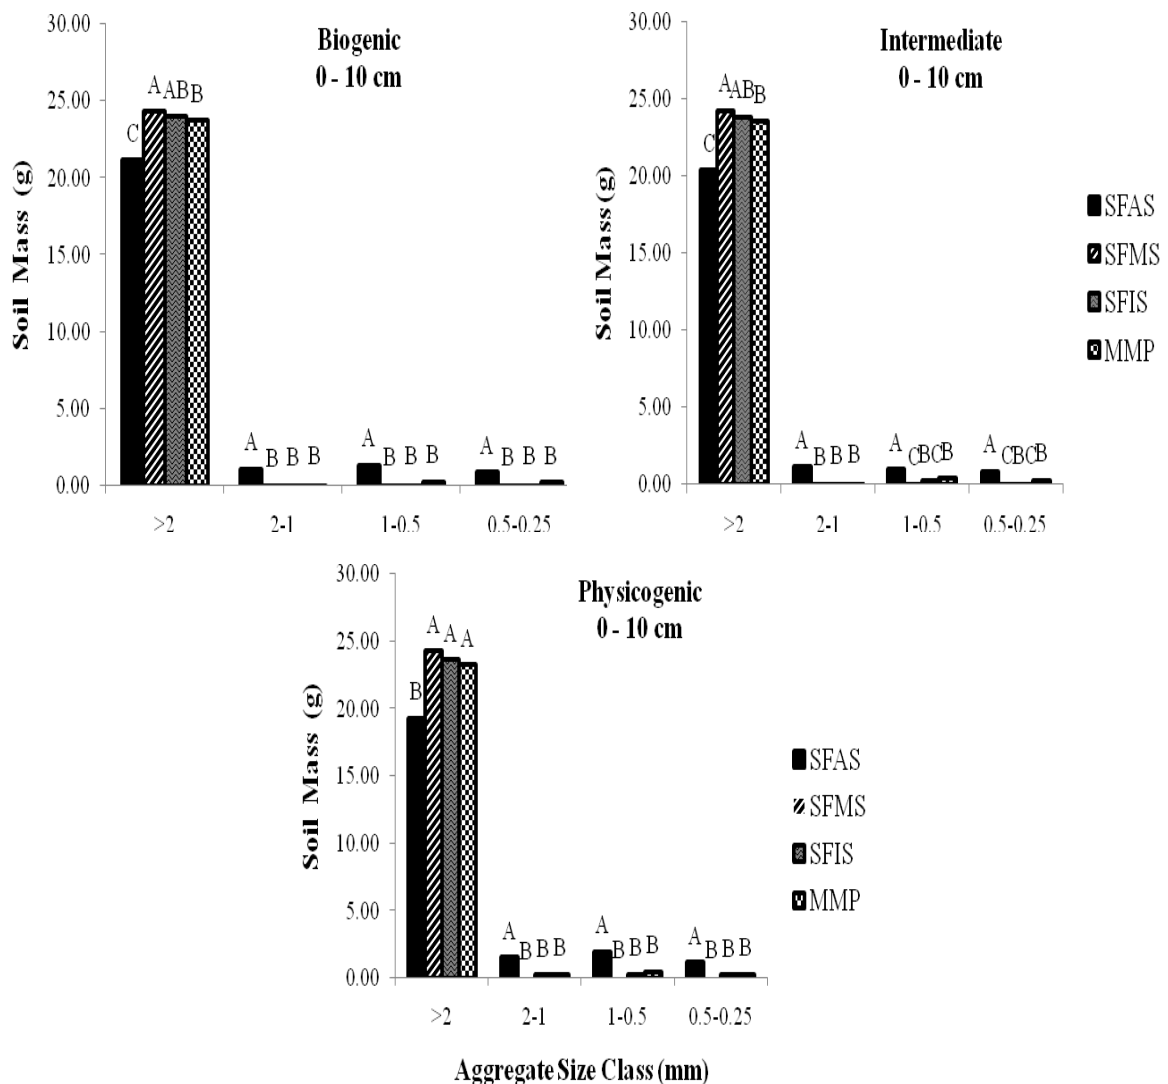 Biogenic
0 - 10 cm
Soil Mass (g)
30.00
25.00
20.00
15.00
10.00
5.00
0.00
C A AB B
A B B B
A B B B
A B B B
>2 2-1 1-0.5 0.5-0.25
Intermediate
0 - 10 cm
Soil Mass (g)
30.00
25.00
20.00
15.00
10.00
5.00
0.00
C A AB B
A B B B
A C BC B
A C BC B
>2 2-1 1-0.5 0.5-0.25
SFAS
SFMS
SFIS
MMP
Physicogenic
0 - 10 cm
Soil Mass (g)
30.00
25.00
20.00
15.00
10.00
5.00
0.00
B A A A
A B B B
A B B B
A B B B
>2 2-1 1-0.5 0.5-0.25
SFAS
SFMS
SFIS
MMP
Aggregate Size Class (mm)